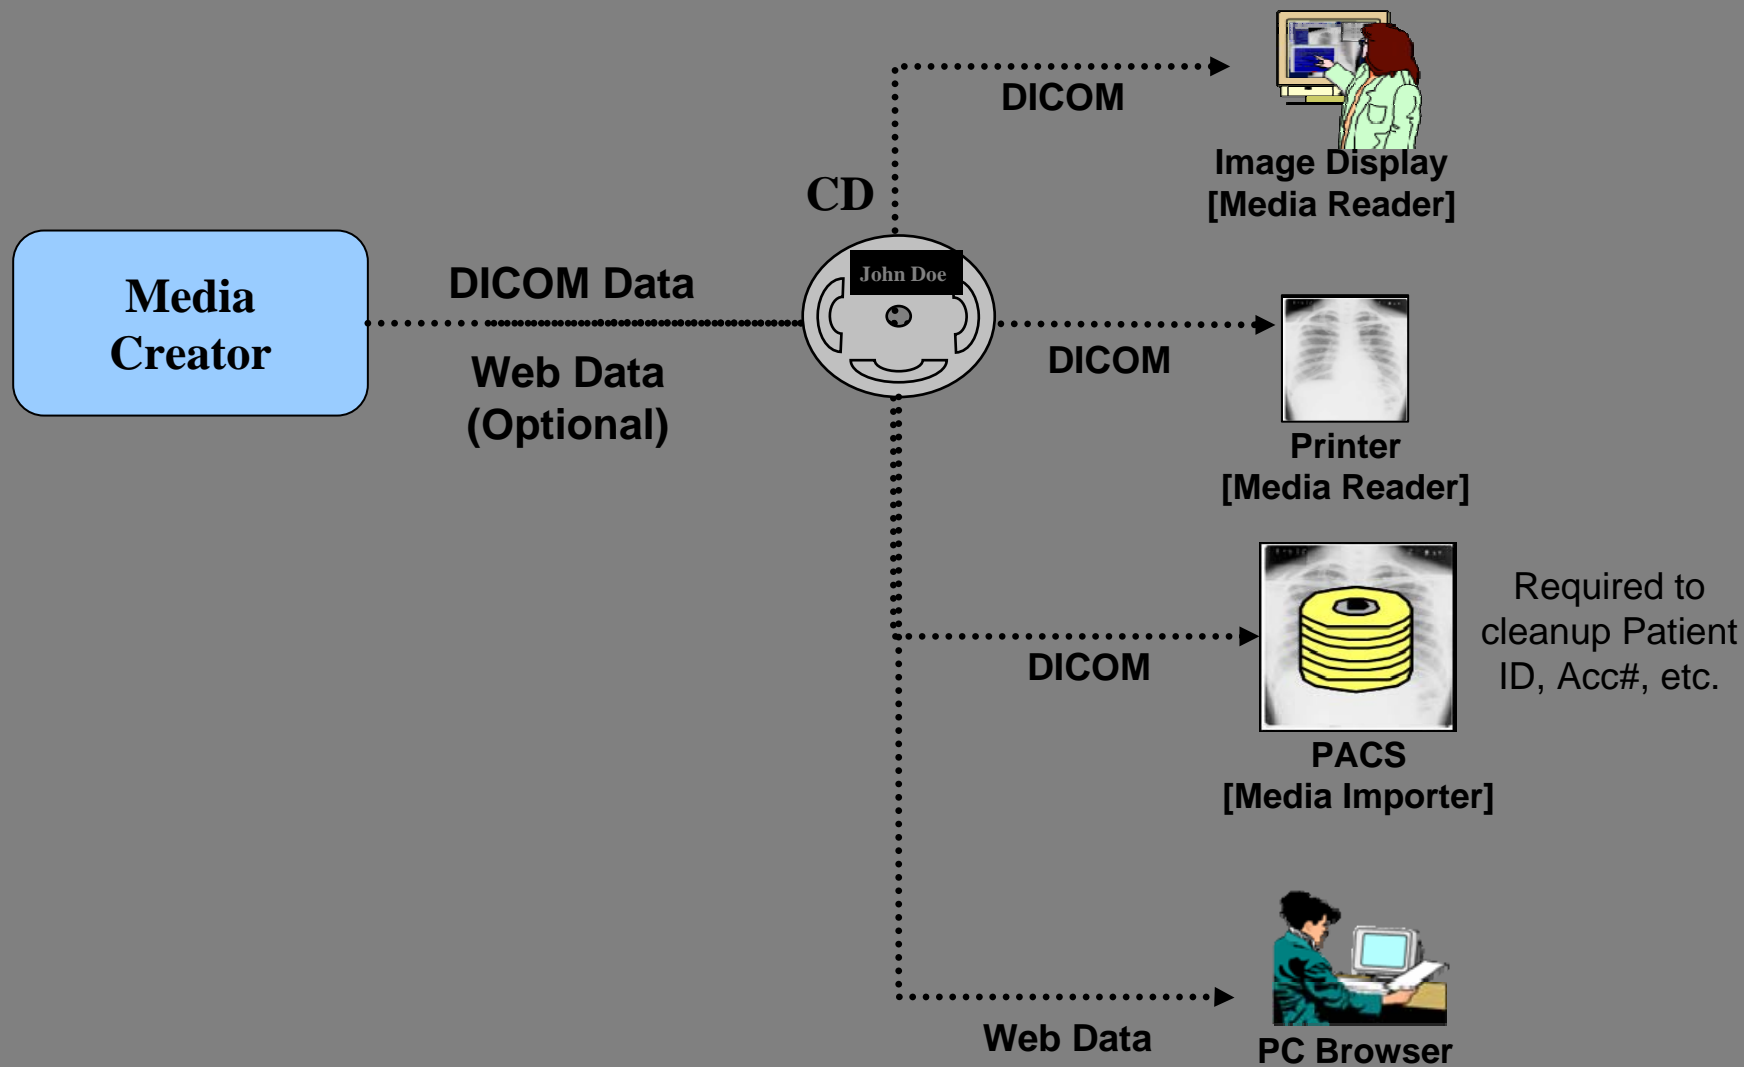 DICOM
Image Display
[Media Reader]
CD
John Doe
Media
Creator
DICOM Data
Web Data
(Optional)
DICOM
Printer
[Media Reader]
DICOM
PACS
[Media Importer]
Required to
cleanup Patient
ID, Acc#, etc.
Web Data
PC Browser